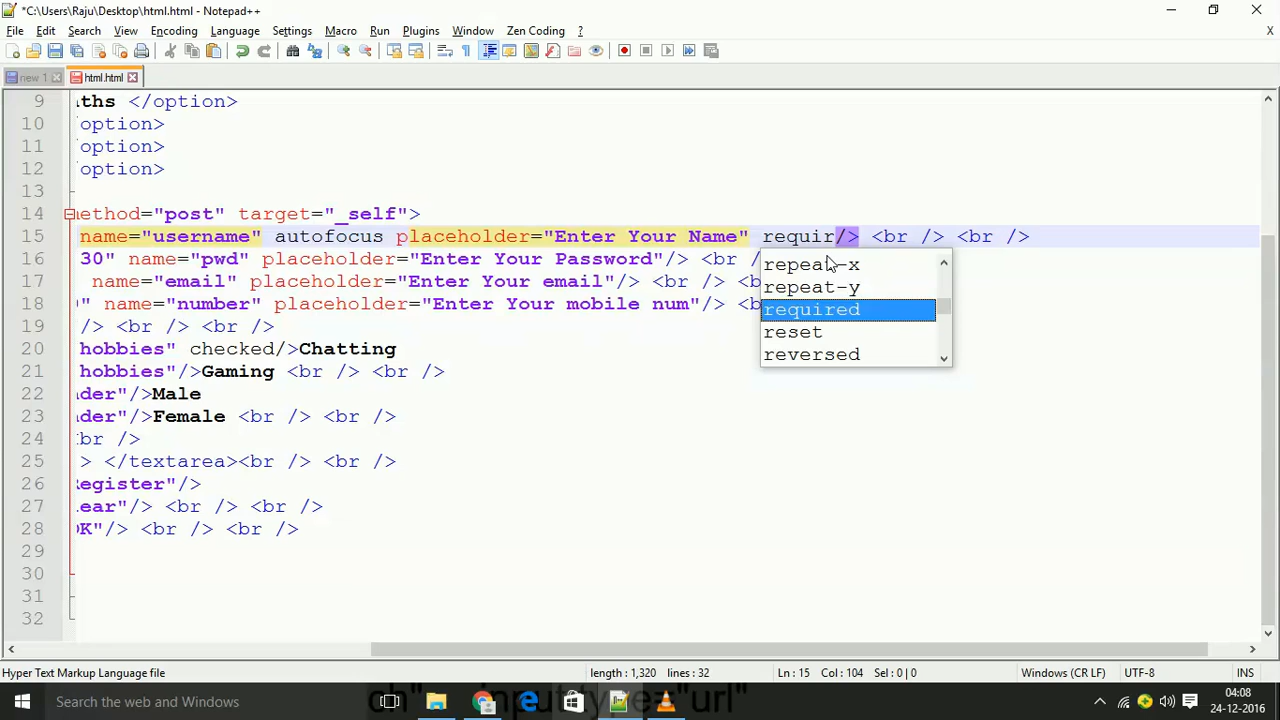 *C:\Users\Raju\Desktop\html.html - Notepad++
File Edit Search View Encoding Language Settings Macro Run Plugins Window Zen Coding ? X
new 1 html.html
9 ths </option>
10 option>
11 option>
12 option>
13
14 method="post" target="_self">
15 name="username" autofocus placeholder="Enter Your Name" requir/> <br /> <br />
16 30" name="pwd" placeholder="Enter Your Password"/> <br /
17 name="email" placeholder="Enter Your email"/> <br /> <b
18 " name="number" placeholder="Enter Your mobile num"/> <b
19 /> <br /> <br />
20 hobbies" checked/>Chatting
21 hobbies"/>Gaming <br /> <br />
22 der"/>Male
23 der"/>Female <br /> <br />
24 br />
25 > </textarea><br /> <br />
26 Register"/>
27 ear"/> <br /> <br />
28 OK"/> <br /> <br />
29
30
31
32
repeat-x
repeat-y
required
reset
reversed
Hyper Text Markup Language file length : 1,320 lines : 32 Ln : 15 Col : 104 Sel : 0 | 0 Windows (CR LF) UTF-8 INS
Search the web and Windows
04:08
24-12-2016